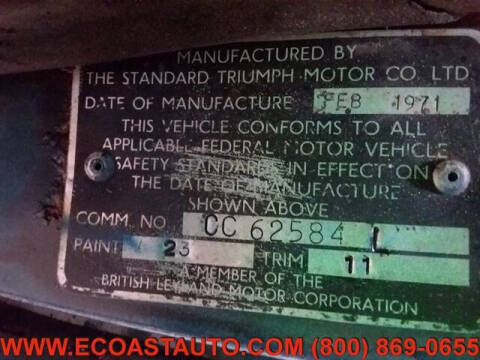 MANUFACTURED BY
THE STANDARD TRIUMPH MOTOR CO. LTD.
DATE OF MANUFACTURE FEB 1971
THIS VEHICLE CONFORMS TO ALL
APPLICABLE FEDERAL MOTOR VEHICLE
SAFETY STANDARDS IN EFFECT ON
THE DATE OF MANUFACTURE
SHOWN ABOVE
COMM. NO. CC 62584 L
PAINT 23 TRIM 11
A MEMBER OF THE
BRITISH LEYLAND MOTOR CORPORATION
WWW.ECOASTAUTO.COM (800) 869-0655